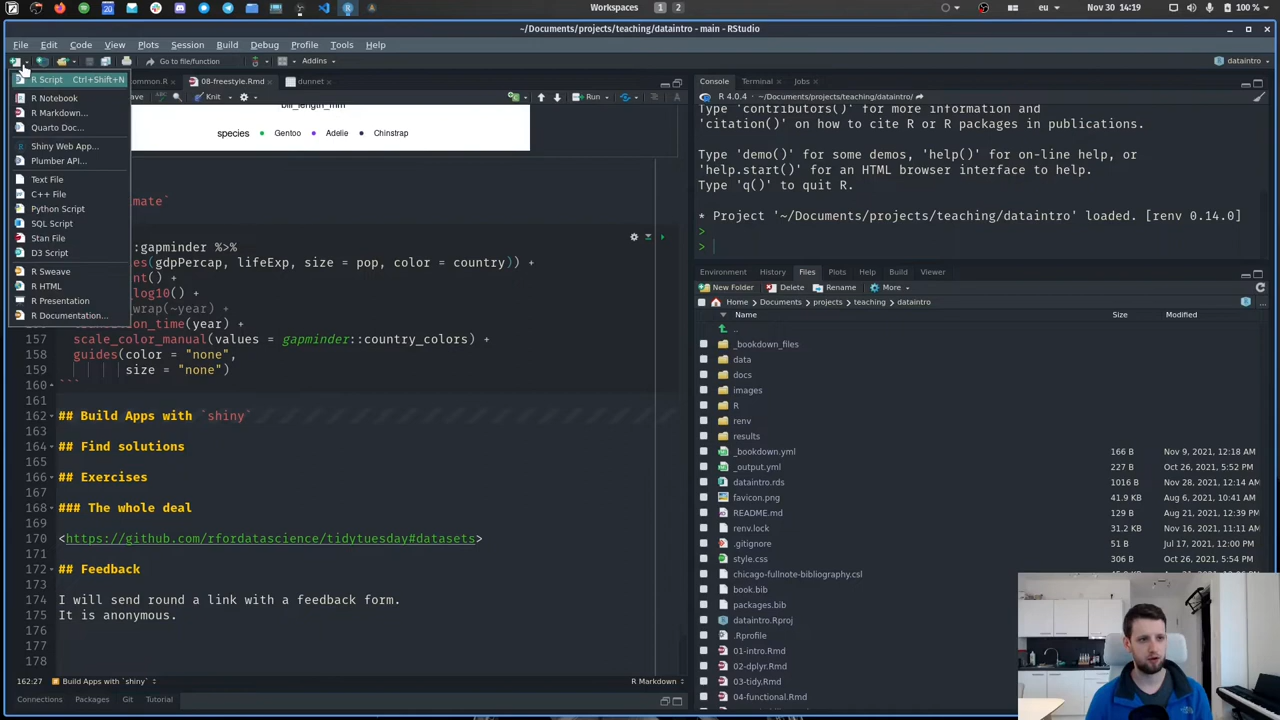 Workspaces 1 2
Nov 30 14:19
en
100 %
~/Documents/projects/teaching/dataintro - main - RStudio
File Edit Code View Plots Session Build Debug Profile Tools Help
Go to file/function
Addins
dataintro
ommon.R
08-freestyle.Rmd
dunnet
Knit
Run
R Script Ctrl+Shift+N
R Notebook
R Markdown...
Quarto Doc...
Shiny Web App...
Plumber API...
Text File
C++ File
Python Script
SQL Script
Stan File
D3 Script
R Sweave
R HTML
R Presentation
R Documentation...
bill_length_mm
species Gentoo Adelie Chinstrap
mate`
:gapminder %>%
es(gdpPercap, lifeExp, size = pop, color = country)) +
nt() +
log10() +
wrap(~year) +
ion_time(year) +
157 scale_color_manual(values = gapminder::country_colors) +
158 guides(color = "none",
159 size = "none")
160 ```
161
162 ## Build Apps with `shiny`
163
164 ## Find solutions
165
166 ## Exercises
167
168 ### The whole deal
169
170 <https://github.com/rfordatascience/tidytuesday#datasets>
171
172 ## Feedback
173
174 I will send round a link with a feedback form.
175 It is anonymous.
176
177
178
162:27 Build Apps with `shiny`
R Markdown
Connections Packages Git Tutorial
Console Terminal Jobs
R 4.0.4 · ~/Documents/projects/teaching/dataintro/
Type 'contributors()' for more information and
'citation()' on how to cite R or R packages in publications.
Type 'demo()' for some demos, 'help()' for on-line help, or
'help.start()' for an HTML browser interface to help.
Type 'q()' to quit R.
* Project '~/Documents/projects/teaching/dataintro' loaded. [renv 0.14.0]
>
>
Environment History Files Plots Help Build Viewer
New Folder Delete Rename More
Home Documents projects teaching dataintro
Name Size Modified
..
_bookdown_files
data
docs
images
R
renv
results
_bookdown.yml 166 B Nov 9, 2021, 12:18 AM
_output.yml 227 B Oct 26, 2021, 5:52 PM
dataintro.rds 1016 B Nov 28, 2021, 12:14 AM
favicon.png 41.9 KB Aug 6, 2021, 10:41 AM
README.md 129 B Aug 21, 2021, 12:39 PM
renv.lock 31.2 KB Nov 16, 2021, 11:11 AM
.gitignore 51 B Jul 17, 2021, 12:00 PM
style.css 306 B Oct 26, 2021, 5:54 PM
chicago-fullnote-bibliography.csl
book.bib
packages.bib
dataintro.Rproj
.Rprofile
01-intro.Rmd
02-dplyr.Rmd
03-tidy.Rmd
04-functional.Rmd